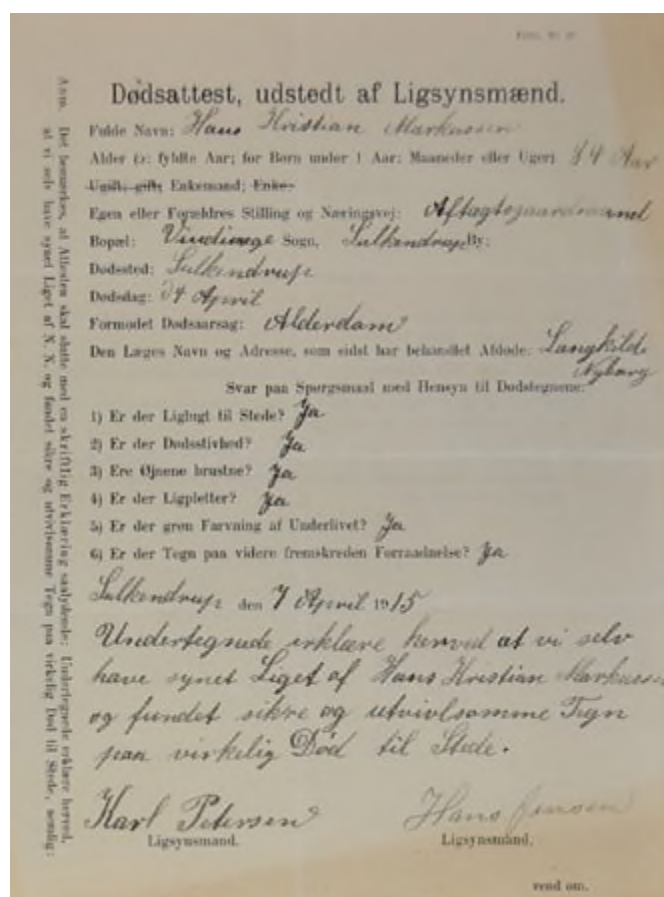 Dødsattest, udstedt af Ligsynsmænd.
Fulde Navn: Hans Kristian Markussen
Alder (o: fyldte Aar; for Børn under 1 Aar: Maaneder eller Uger): 84 Aar
Ugift, gift, Enkemand; Enke.
Egen eller Forældres Stilling og Næringsvej: Aftægtsgaardmand
Bopæl: Vindinge Sogn, Sulkendrup By.
Dødssted: Sulkendrup
Dødsdag: April
Formodet Dødsaarsag: Alderdom
Den Læges Navn og Adresse, som sidst har behandlet Afdøde: Langkilde
Nyborg
Svar paa Spørgsmaal med Hensyn til Dødstegnene:
1) Er der Liglugt til Stede? Ja
2) Er der Dødsstivhed? Ja
3) Ere Øjnene brustne? Ja
4) Er der Ligpletter? Ja
5) Er der grøn Farvning af Underlivet? Ja
6) Er der Tegn paa videre fremskreden Forraadnelse? Ja
Sulkendrup den 7 April 1915
Undertegnede erklære herved at vi selv
have synet Liget af Hans Kristian Markussen
og fundet sikre og utvivlsomme Tegn
paa virkelig Død til Stede.
Karl Petersen Hans Jensen
Ligsynsmand. Ligsynsmand.
vend om.
Anm. Det bemærkes, at Attesten skal slutte med en skriftlig Erklæring saalydende: Undertegnede erklære herved,
at vi selv have synet Liget af N. N. og fundet sikre og utvivlsomme Tegn paa virkelig Død til Stede, nemlig: